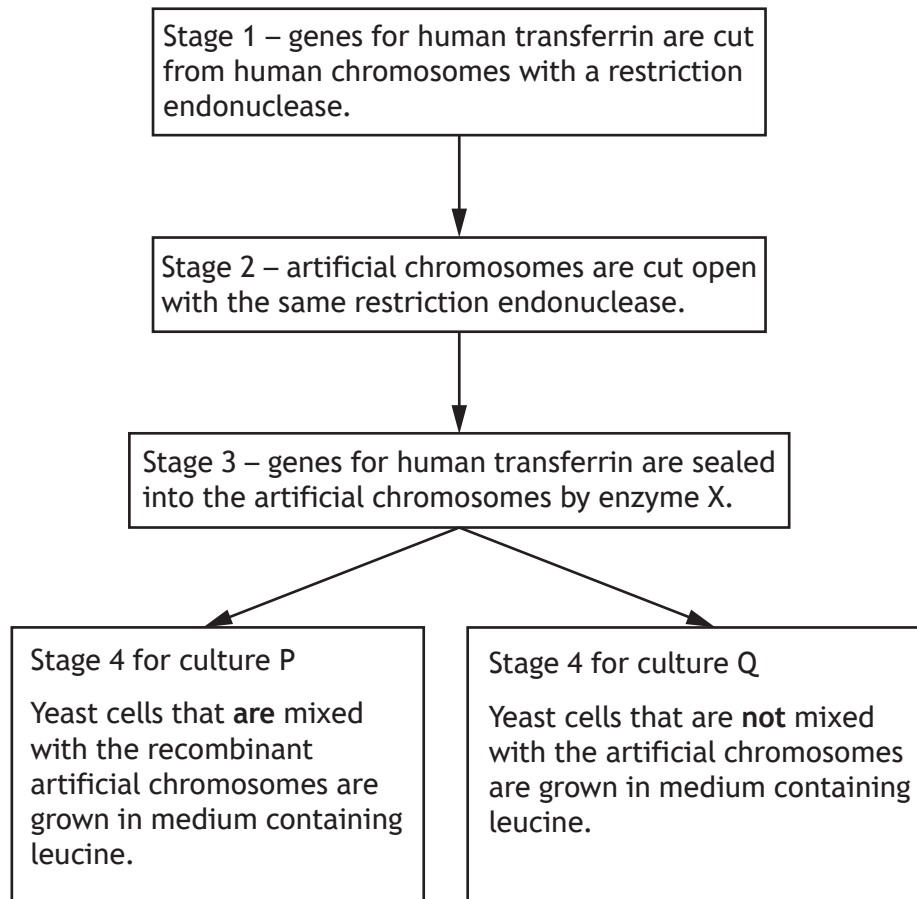 Stage 1 – genes for human transferrin are cut
from human chromosomes with a restriction
endonuclease.
Stage 2 – artificial chromosomes are cut open
with the same restriction endonuclease.
Stage 3 – genes for human transferrin are sealed
into the artificial chromosomes by enzyme X.
Stage 4 for culture P
Yeast cells that are mixed
with the recombinant
artificial chromosomes are
grown in medium containing
leucine.
Stage 4 for culture Q
Yeast cells that are not mixed
with the artificial chromosomes
are grown in medium containing
leucine.